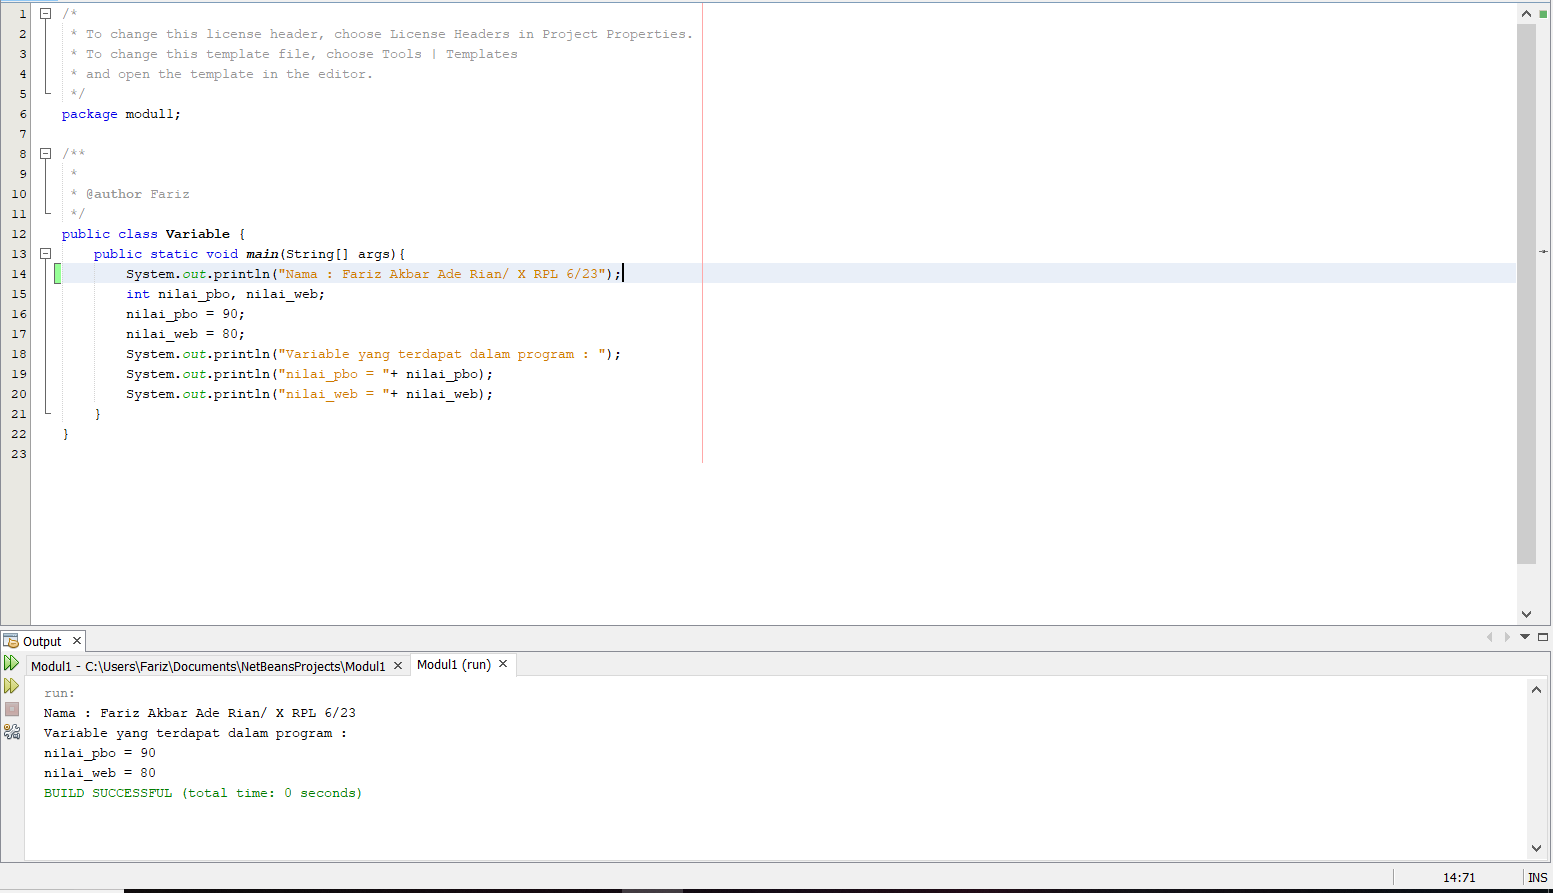 1 /*
2 * To change this license header, choose License Headers in Project Properties.
3 * To change this template file, choose Tools | Templates
4 * and open the template in the editor.
5 */
6 package modul1;
7
8 /**
9 *
10 * @author Fariz
11 */
12 public class Variable {
13 public static void main(String[] args){
14 System.out.println("Nama : Fariz Akbar Ade Rian/ X RPL 6/23");
15 int nilai_pbo, nilai_web;
16 nilai_pbo = 90;
17 nilai_web = 80;
18 System.out.println("Variable yang terdapat dalam program : ");
19 System.out.println("nilai_pbo = "+ nilai_pbo);
20 System.out.println("nilai_web = "+ nilai_web);
21 }
22 }
23
Output
Modul1 - C:\Users\Fariz\Documents\NetBeansProjects\Modul1
Modul1 (run)
run:
Nama : Fariz Akbar Ade Rian/ X RPL 6/23
Variable yang terdapat dalam program :
nilai_pbo = 90
nilai_web = 80
BUILD SUCCESSFUL (total time: 0 seconds)
14:71 INS